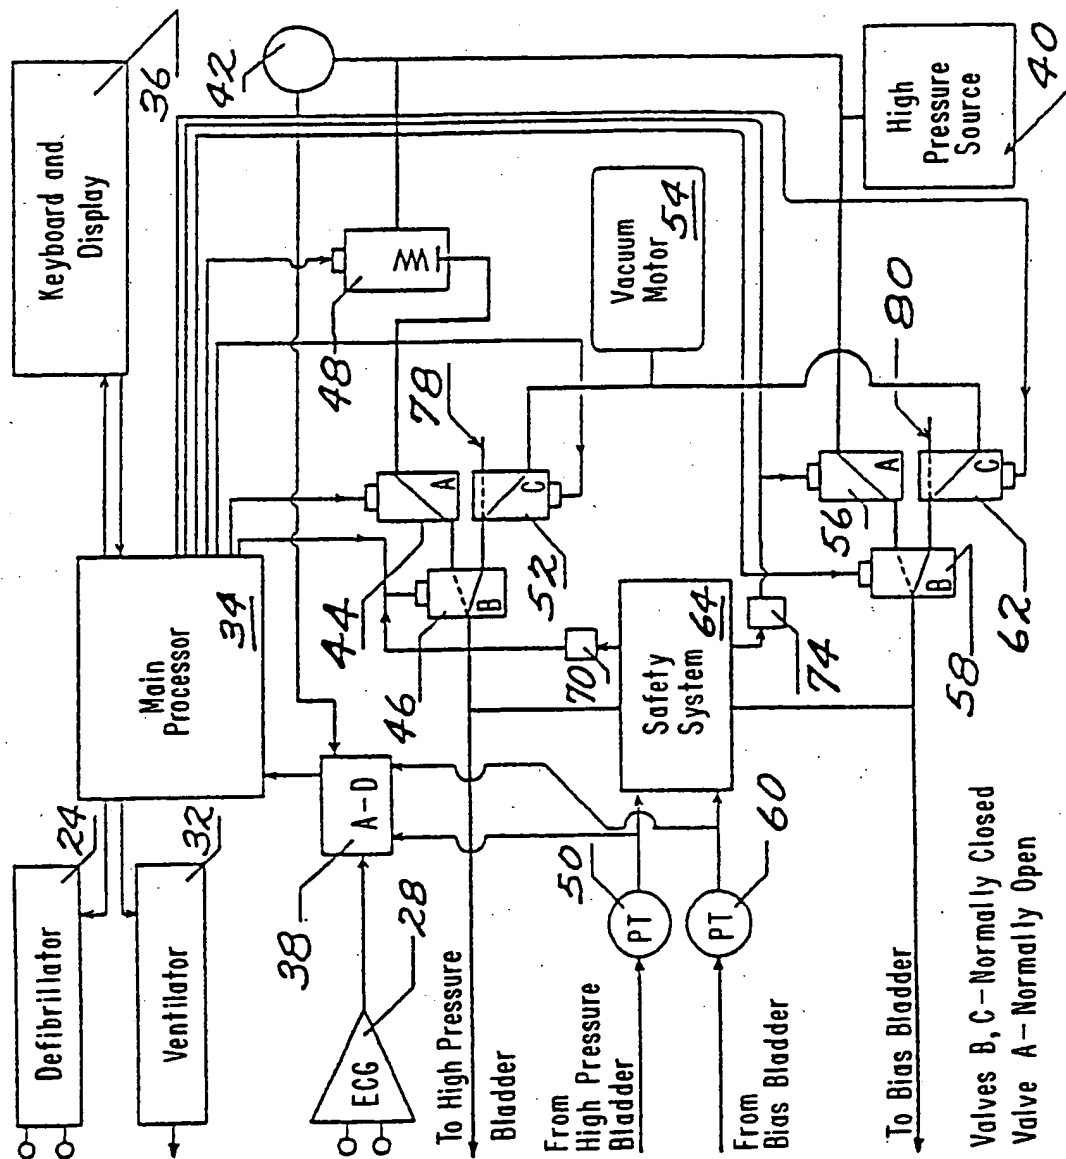 Defibrillator
24
Ventilator
32
Main
Processor
34
Keyboard and
Display
36
42
ECG
28
A-D
38
To High Pressure
Bladder
48
44
A
46
B
78
C
52
Vacuum
Motor
54
From
High Pressure
Bladder
50
PT
From
Bias Bladder
60
PT
Safety
System
64
70
74
High
Pressure
Source
40
80
A
56
B
58
C
62
To Bias Bladder
Valves B, C-Normally Closed
Valve A-Normally Open